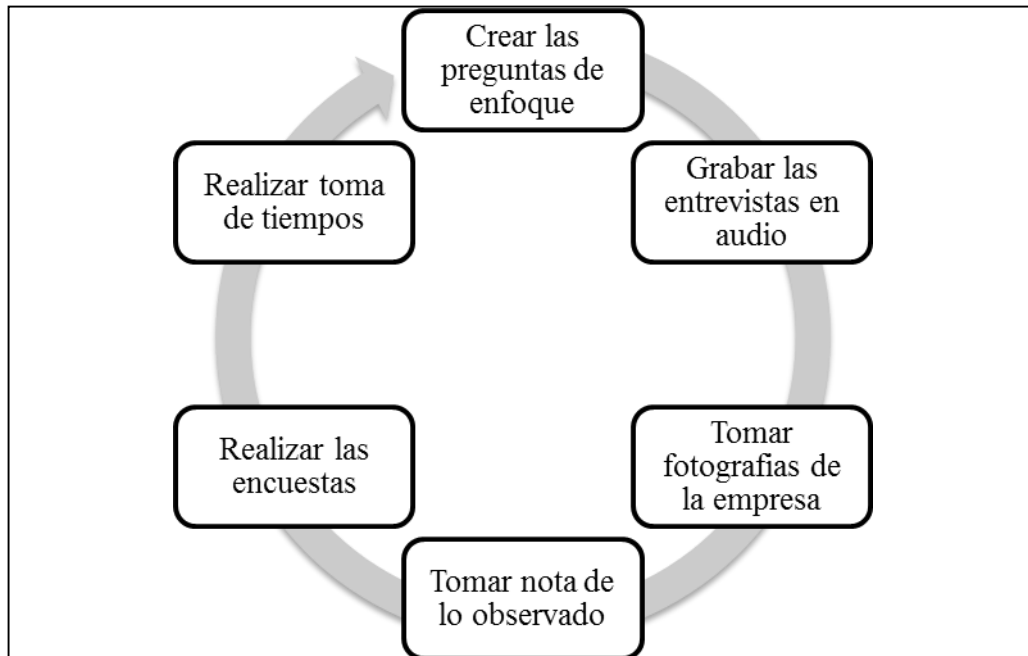 Crear las
preguntas de
enfoque
Grabar las
entrevistas en
audio
Tomar
fotografias de
la empresa
Tomar nota de
lo observado
Realizar las
encuestas
Realizar toma
de tiempos